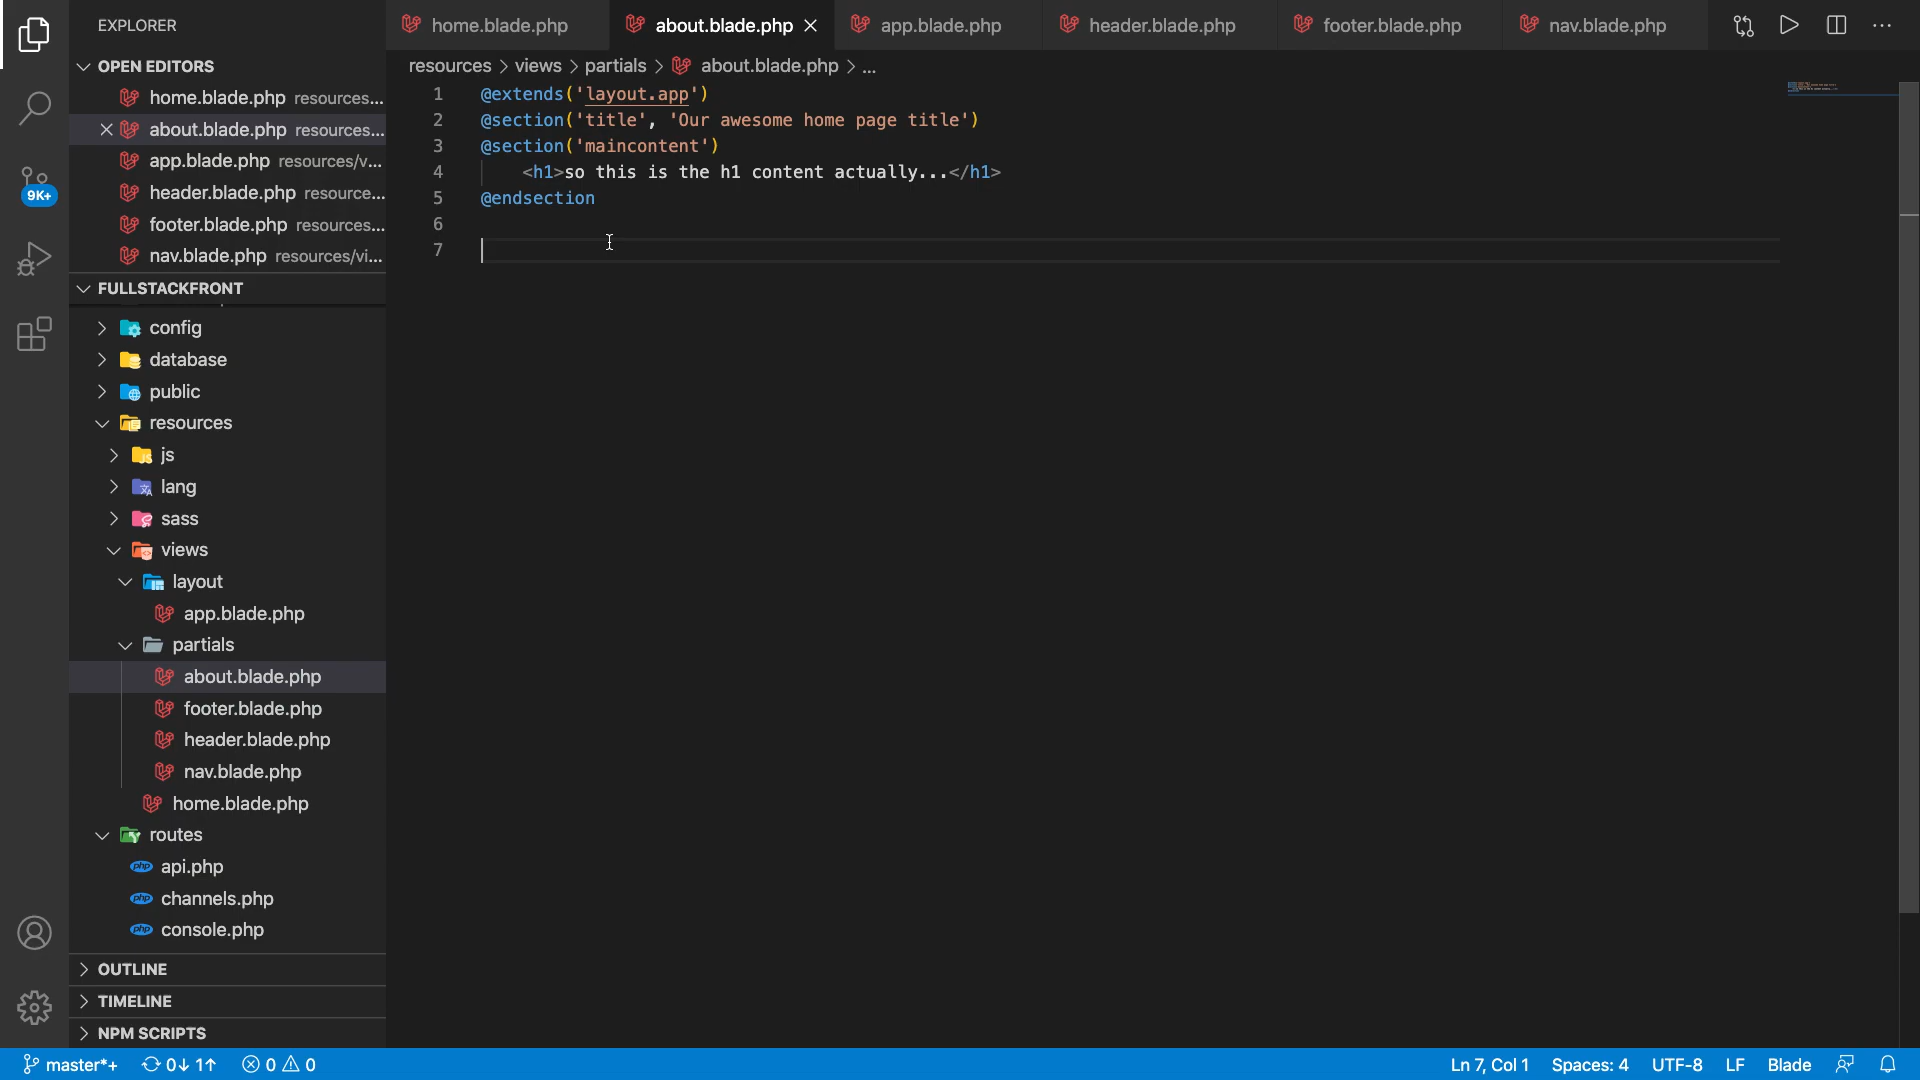 EXPLORER
home.blade.php
about.blade.php
app.blade.php
header.blade.php
footer.blade.php
nav.blade.php
OPEN EDITORS
home.blade.php resources...
about.blade.php resources...
app.blade.php resources/v...
header.blade.php resource...
footer.blade.php resources...
nav.blade.php resources/vi...
9K+
FULLSTACKFRONT
config
database
public
resources
js
lang
sass
views
layout
app.blade.php
partials
about.blade.php
footer.blade.php
header.blade.php
nav.blade.php
home.blade.php
routes
php api.php
php channels.php
php console.php
OUTLINE
TIMELINE
NPM SCRIPTS
resources > views > partials > about.blade.php > ...
1 @extends('layout.app')
2 @section('title', 'Our awesome home page title')
3 @section('maincontent')
4 <h1>so this is the h1 content actually...</h1>
5 @endsection
6
7
master*+ 0↓ 1↑ 0 0
Ln 7, Col 1 Spaces: 4 UTF-8 LF Blade